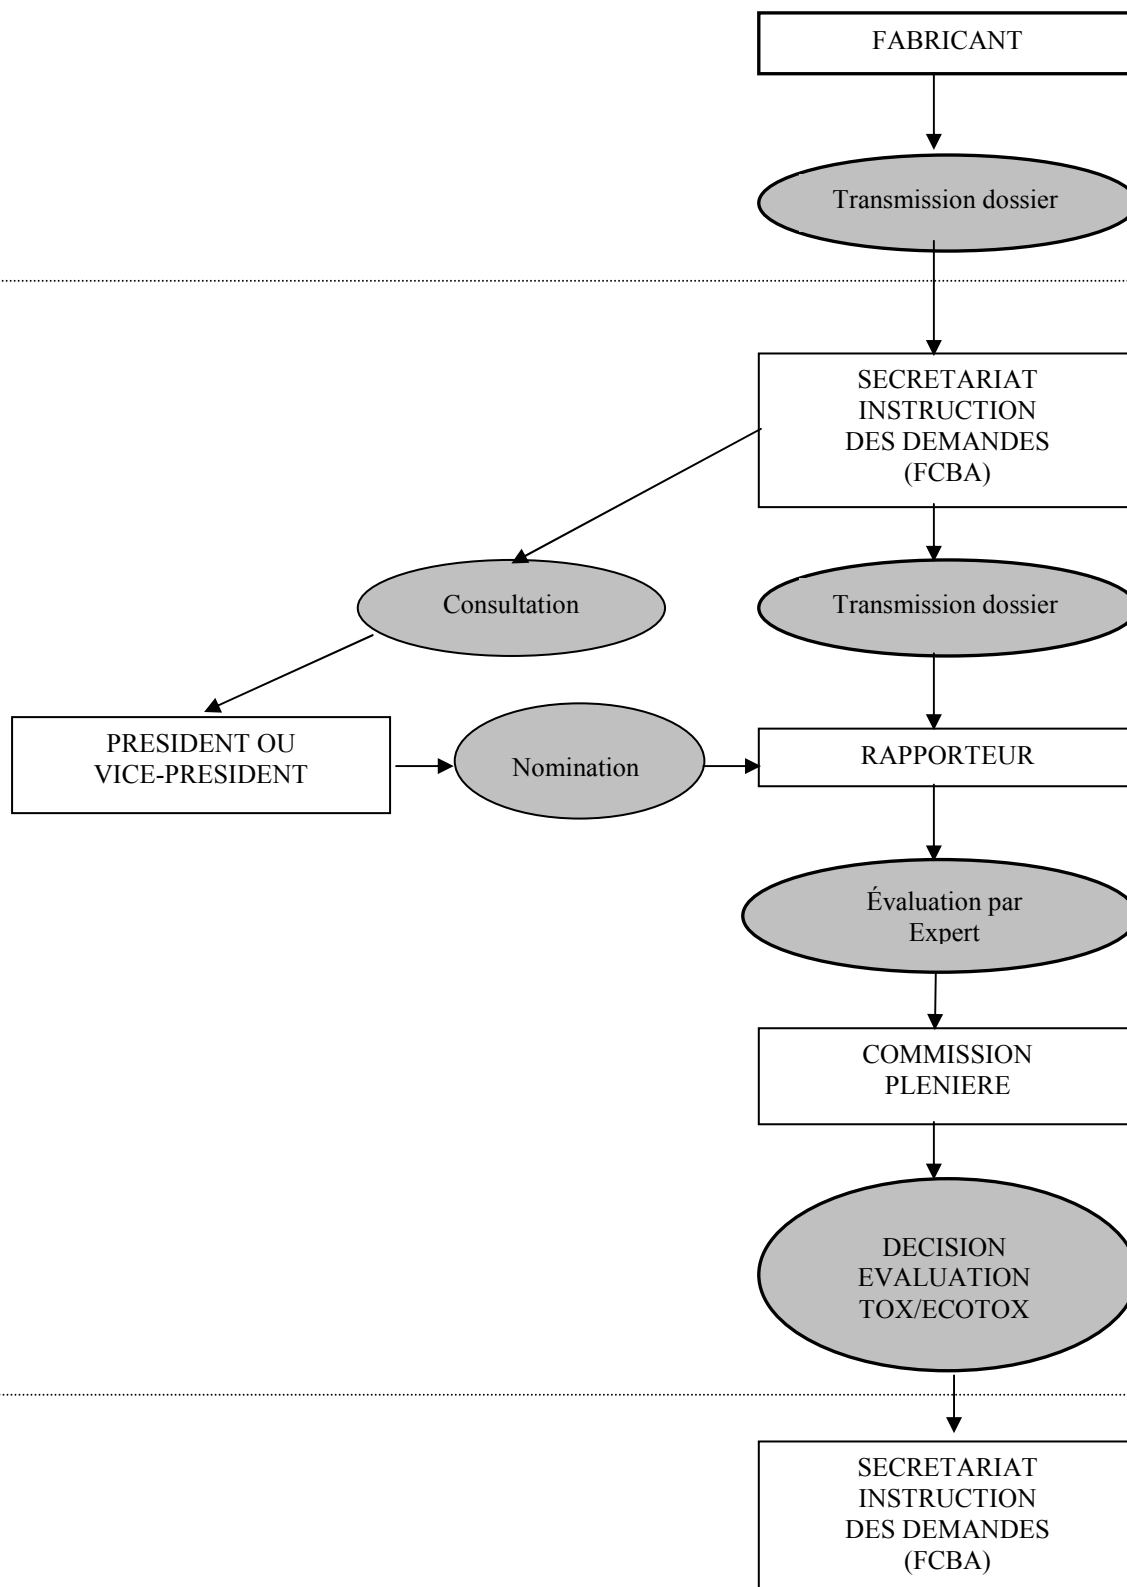 FABRICANT
Transmission dossier
SECRETARIAT
INSTRUCTION
DES DEMANDES
(FCBA)
Consultation
Transmission dossier
PRESIDENT OU
VICE-PRESIDENT
Nomination
RAPPORTEUR
Évaluation par
Expert
COMMISSION
PLENIERE
DECISION
EVALUATION
TOX/ECOTOX
SECRETARIAT
INSTRUCTION
DES DEMANDES
(FCBA)